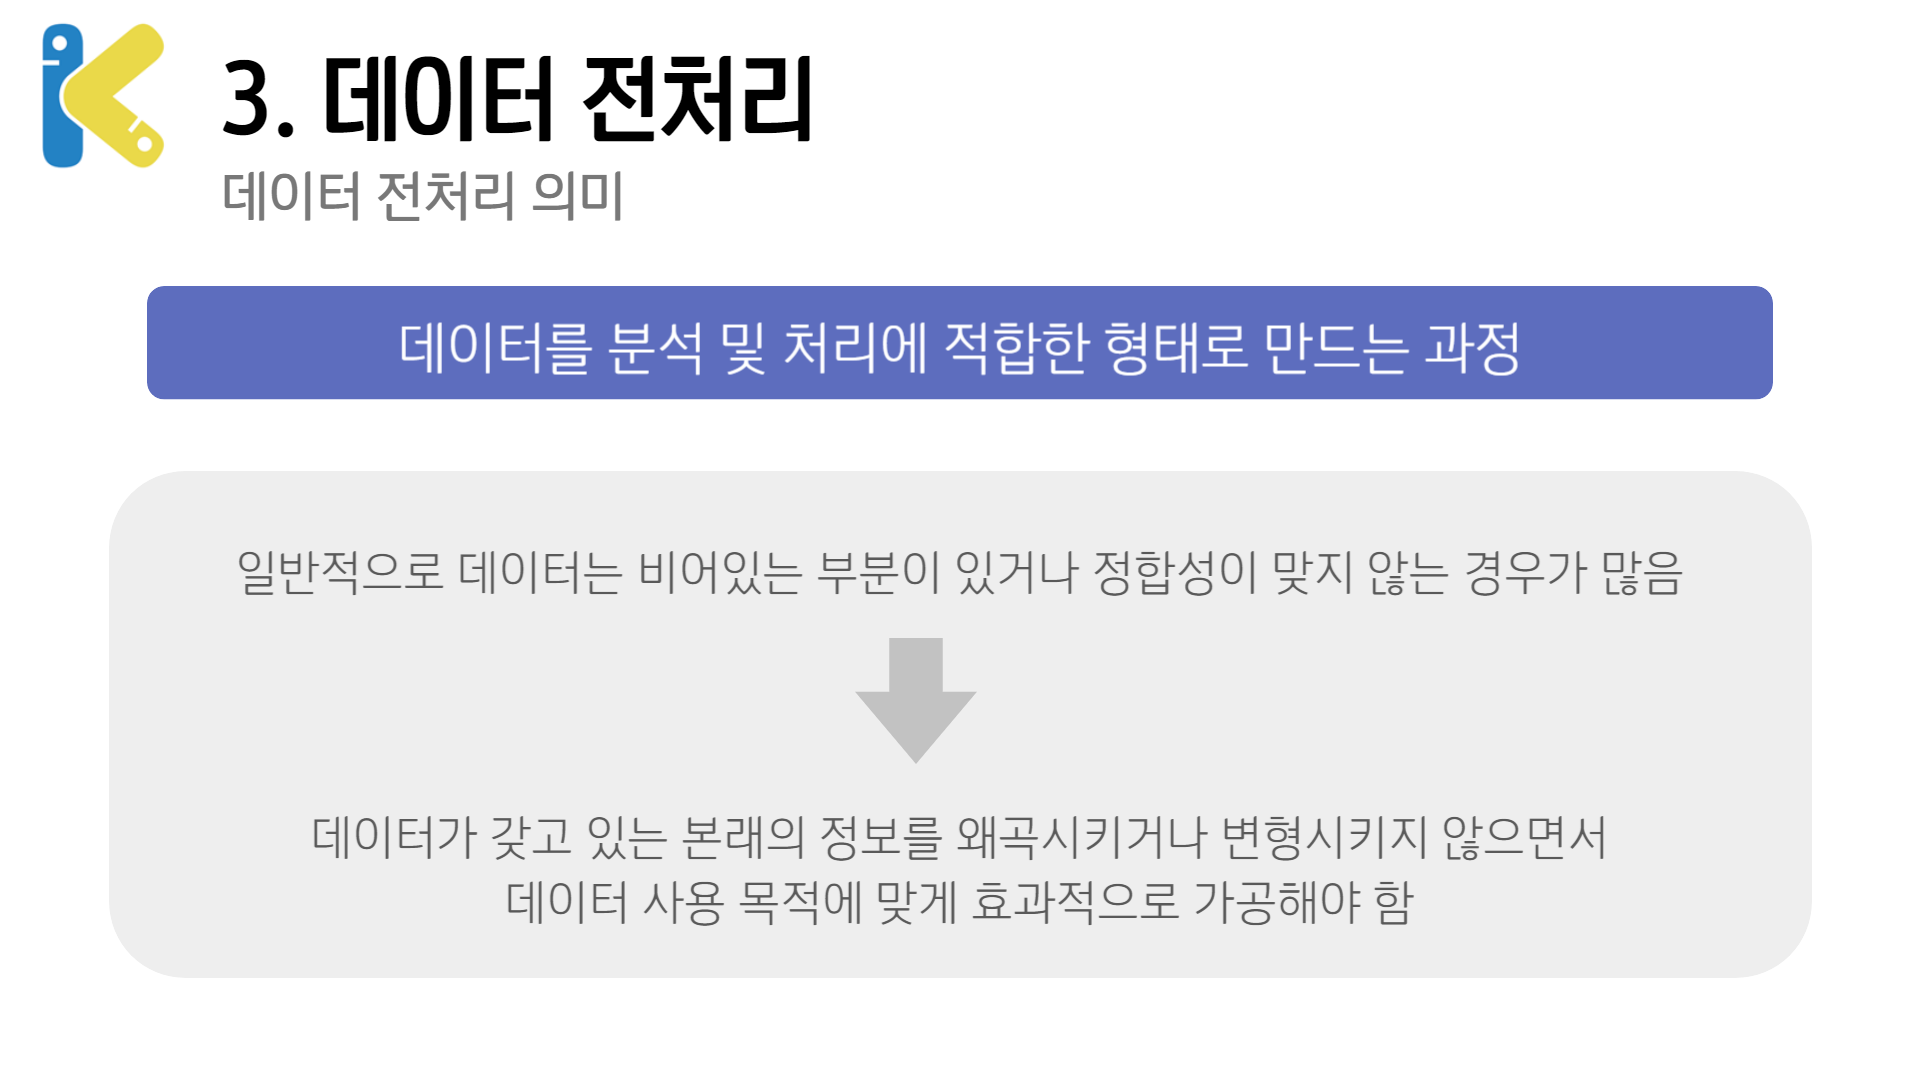 3. 데이터 전처리
데이터 전처리 의미
데이터를 분석 및 처리에 적합한 형태로 만드는 과정
일반적으로 데이터는 비어있는 부분이 있거나 정합성이 맞지 않는 경우가 많음
데이터가 갖고 있는 본래의 정보를 왜곡시키거나 변형시키지 않으면서
데이터 사용 목적에 맞게 효과적으로 가공해야 함